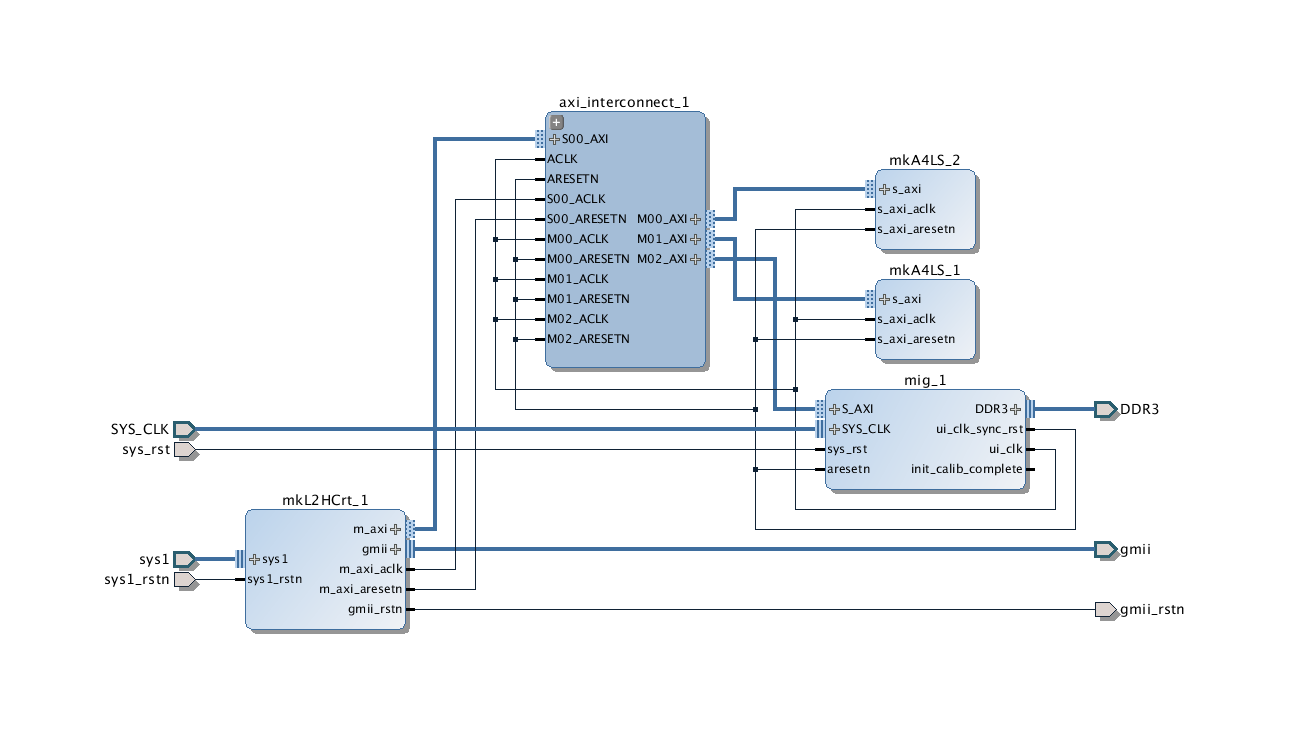 axi_interconnect_1
S00_AXI
ACLK
ARESETN
S00_ACLK
S00_ARESETN
M00_ACLK
M00_ARESETN
M01_ACLK
M01_ARESETN
M02_ACLK
M02_ARESETN
M00_AXI
M01_AXI
M02_AXI
mkA4LS_2
s_axi
s_axi_aclk
s_axi_aresetn
mkA4LS_1
s_axi
s_axi_aclk
s_axi_aresetn
mig_1
S_AXI
SYS_CLK
sys_rst
aresetn
DDR3
ui_clk_sync_rst
ui_clk
init_calib_complete
DDR3
SYS_CLK
sys_rst
mkL2HCrt_1
sys1
sys1_rstn
sys1
sys1_rstn
m_axi
gmii
m_axi_aclk
m_axi_aresetn
gmii_rstn
gmii
gmii_rstn